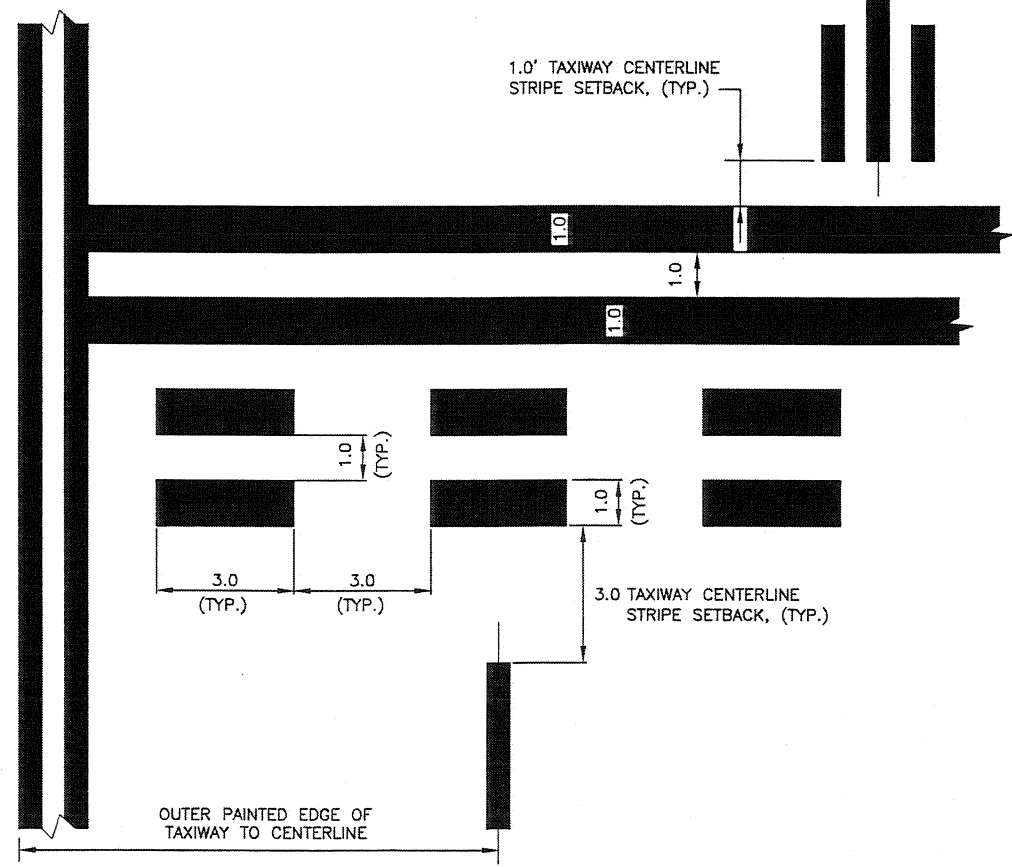 1.0' TAXIWAY CENTERLINE
STRIPE SETBACK, (TYP.)
1.0
1.0
1.0
1.0
(TYP.)
1.0
(TYP.)
3.0
(TYP.)
3.0
(TYP.)
3.0 TAXIWAY CENTERLINE
STRIPE SETBACK, (TYP.)
OUTER PAINTED EDGE OF
TAXIWAY TO CENTERLINE